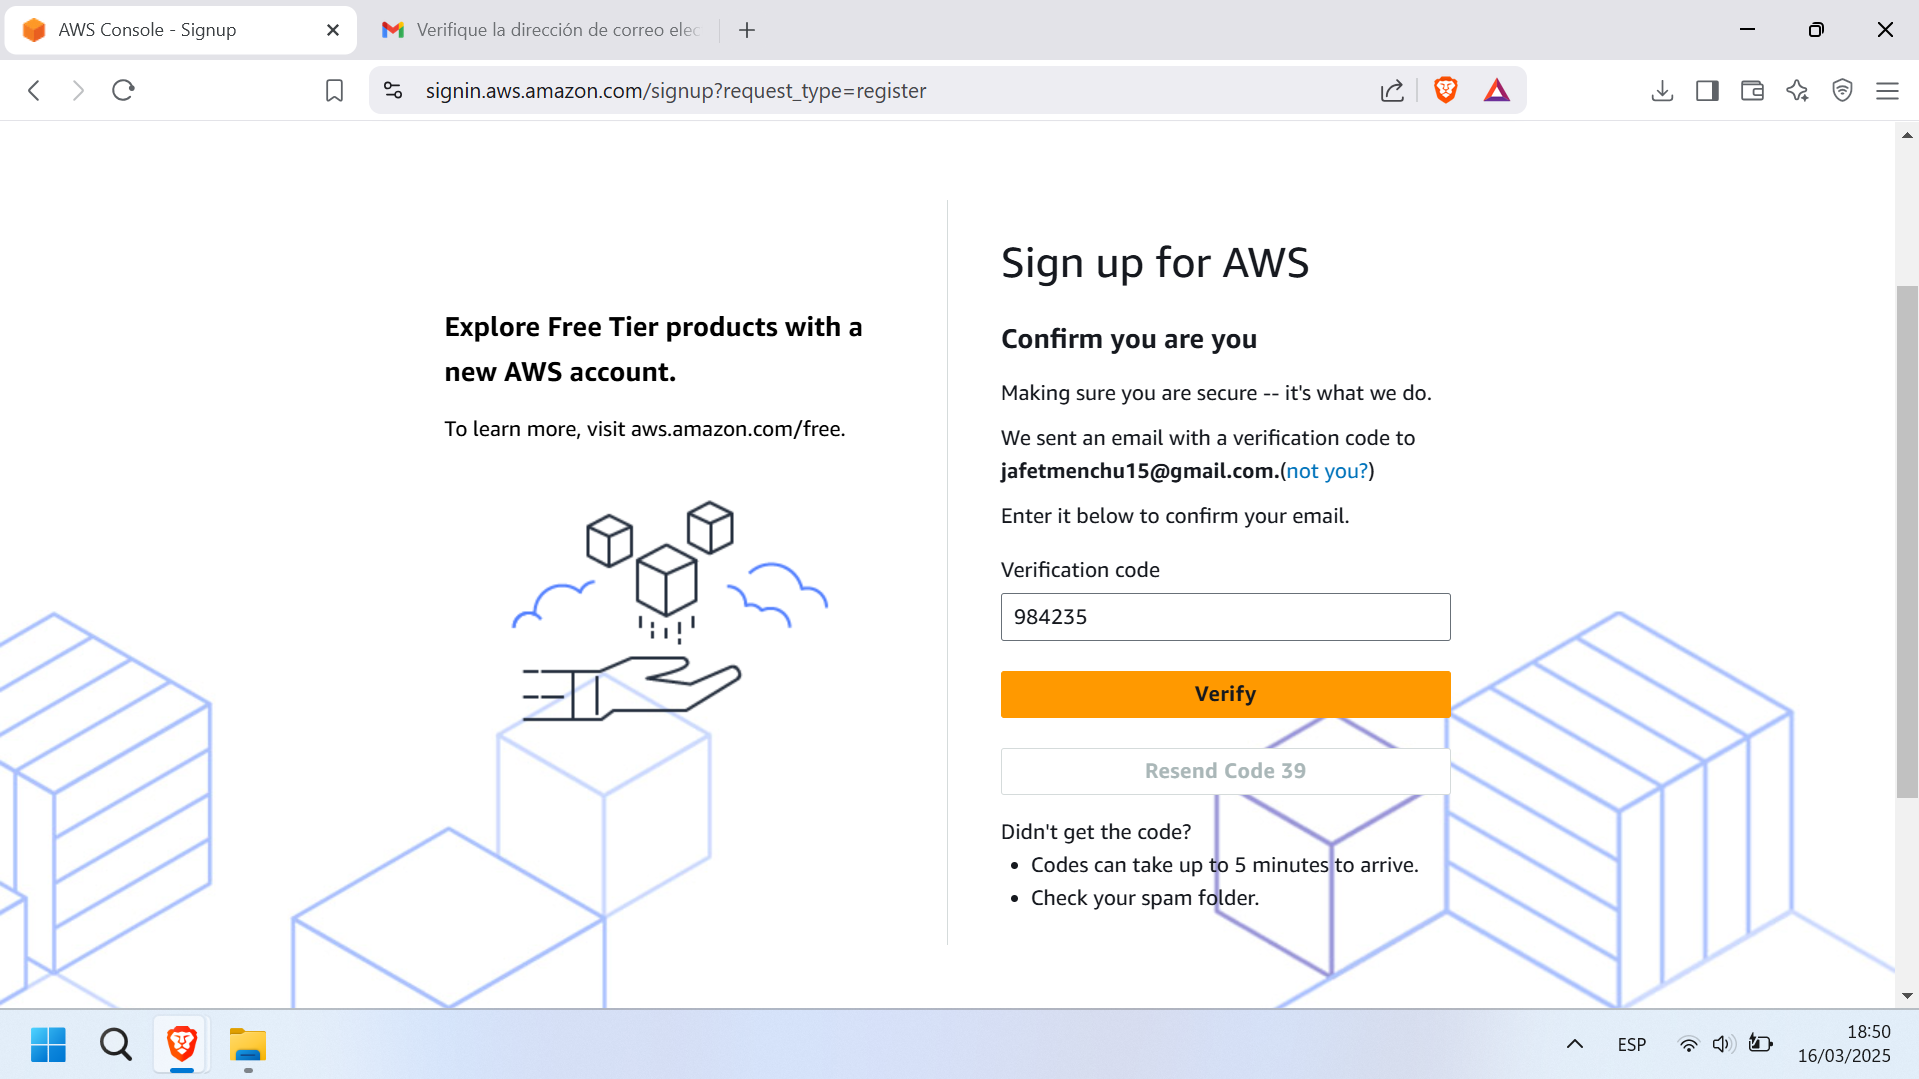 AWS Console - Signup
Verifique la dirección de correo elec
signin.aws.amazon.com/signup?request_type=register
Explore Free Tier products with a
new AWS account.
To learn more, visit aws.amazon.com/free.
Sign up for AWS
Confirm you are you
Making sure you are secure -- it's what we do.
We sent an email with a verification code to
jafetmenchu15@gmail.com.(not you?)
Enter it below to confirm your email.
Verification code
984235
Verify
Resend Code 39
Didn't get the code?
• Codes can take up to 5 minutes to arrive.
• Check your spam folder.
ESP
18:50
16/03/2025